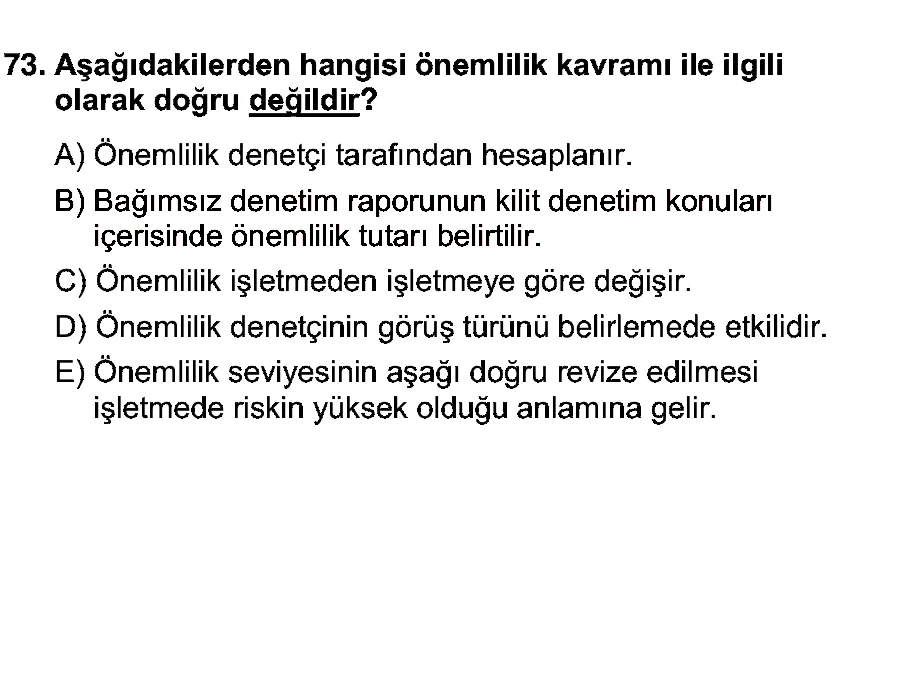 73. Aşağıdakilerden hangisi önemlilik kavramı ile ilgili
olarak doğru değildir?
A) Önemlilik denetçi tarafından hesaplanır.
B) Bağımsız denetim raporunun kilit denetim konuları
içerisinde önemlilik tutarı belirtilir.
C) Önemlilik işletmeden işletmeye göre değişir.
D) Önemlilik denetçinin görüş türünü belirlemede etkilidir.
E) Önemlilik seviyesinin aşağı doğru revize edilmesi
işletmede riskin yüksek olduğu anlamına gelir.